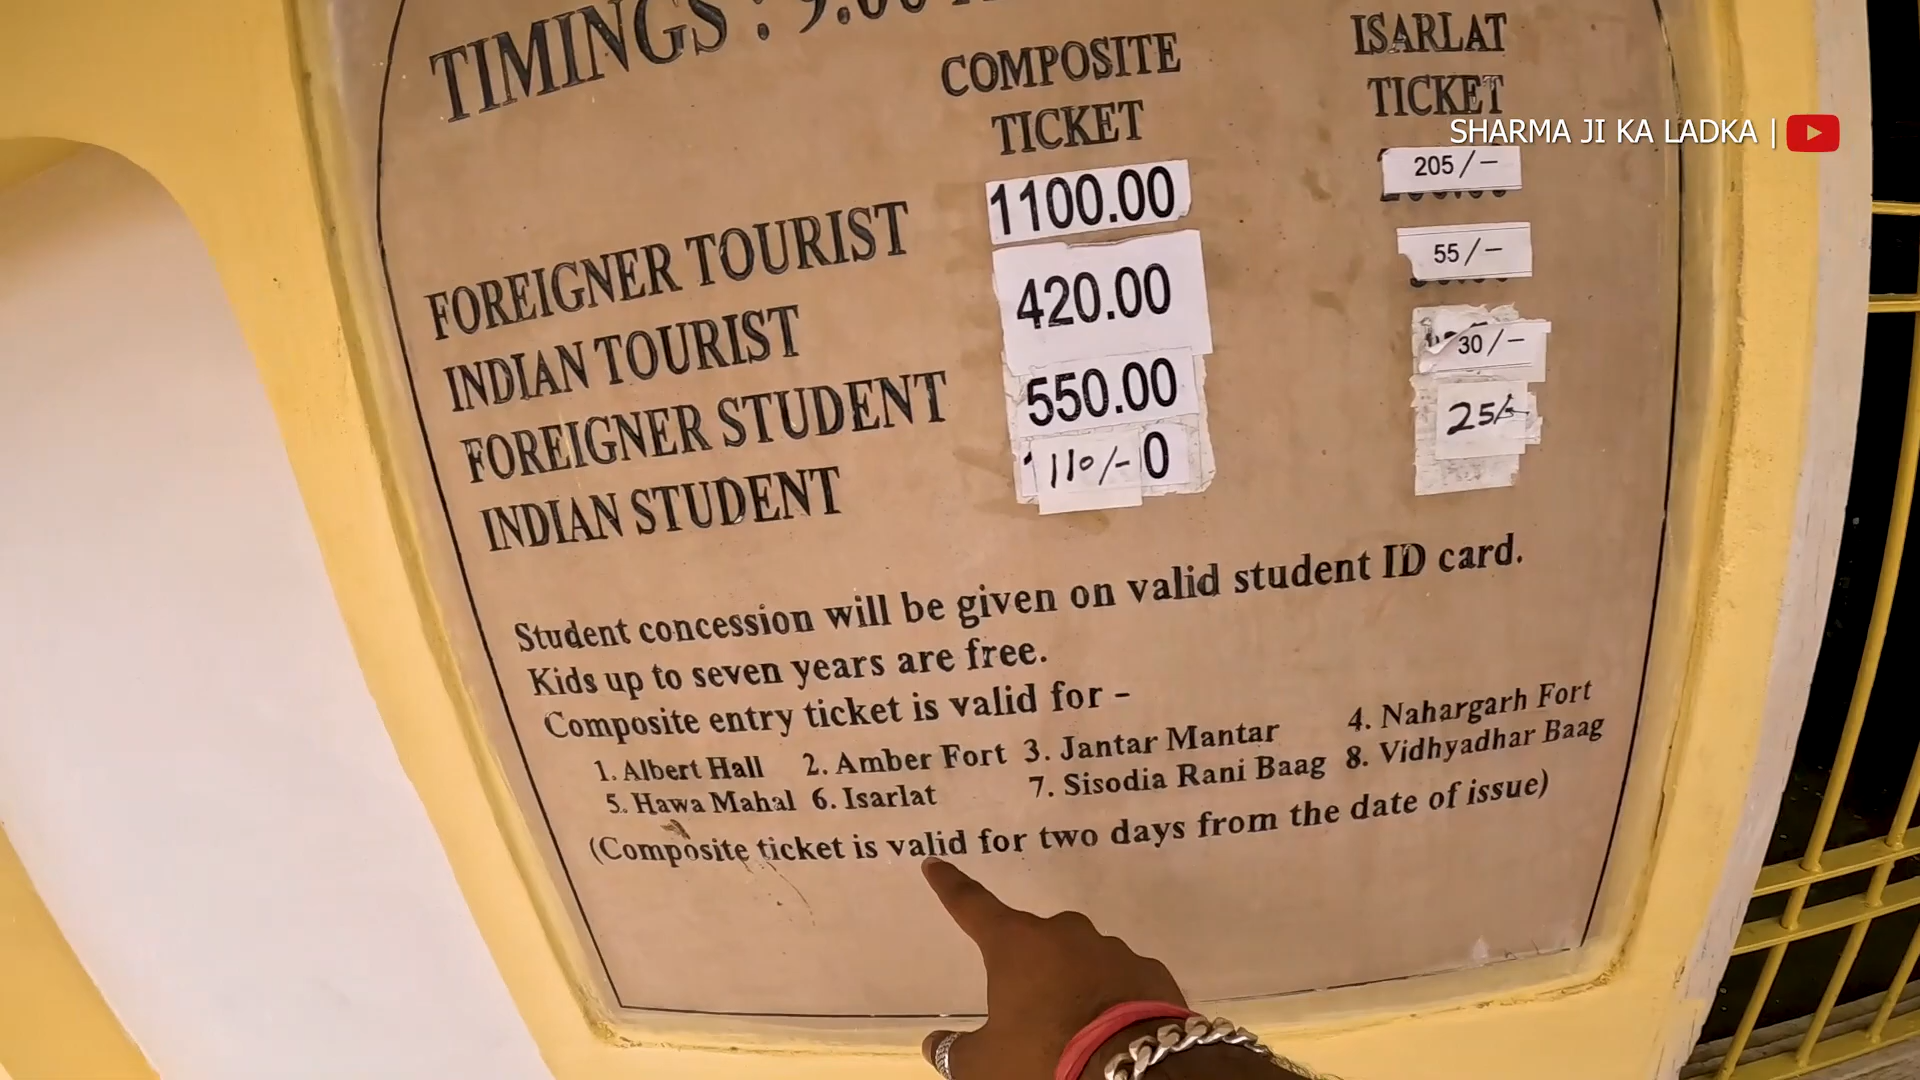 TIMINGS : 9.00
COMPOSITE TICKET
ISARLAT TICKET
SHARMA JI KA LADKA |
FOREIGNER TOURIST 1100.00 205/-
INDIAN TOURIST 420.00 55/-
FOREIGNER STUDENT 550.00 30/-
INDIAN STUDENT 110/- 0 25/-
Student concession will be given on valid student ID card.
Kids up to seven years are free.
Composite entry ticket is valid for -
1. Albert Hall 2. Amber Fort 3. Jantar Mantar 4. Nahargarh Fort
5. Hawa Mahal 6. Isarlat 7. Sisodia Rani Baag 8. Vidhyadhar Baag
(Composite ticket is valid for two days from the date of issue)